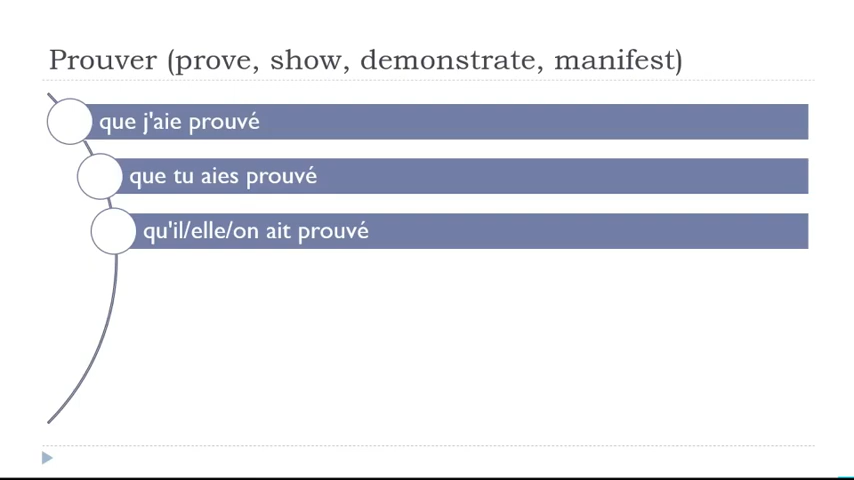 Prouver (prove, show, demonstrate, manifest)
que j'aie prouvé
que tu aies prouvé
qu'il/elle/on ait prouvé